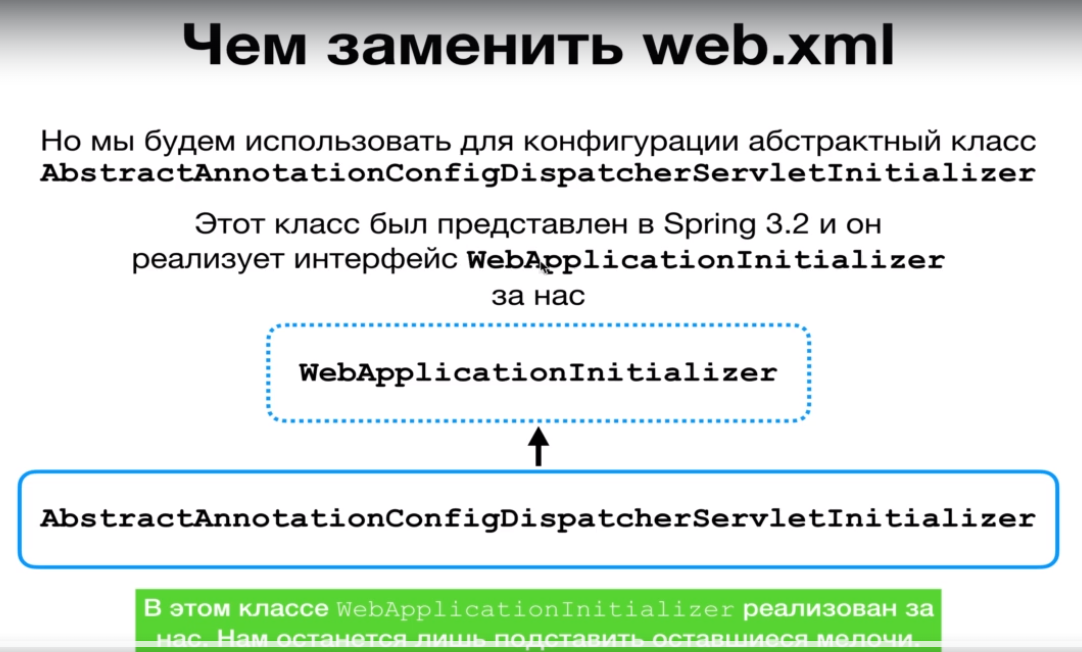 Чем заменить web.xml
Но мы будем использовать для конфигурации абстрактный класс
AbstractAnnotationConfigDispatcherServletInitializer
Этот класс был представлен в Spring 3.2 и он
реализует интерфейс WebApplicationInitializer
за нас
WebApplicationInitializer
AbstractAnnotationConfigDispatcherServletInitializer
В этом классе WebApplicationInitializer реализован за
нас. Нам останется лишь подставить оставшиеся мелочи.